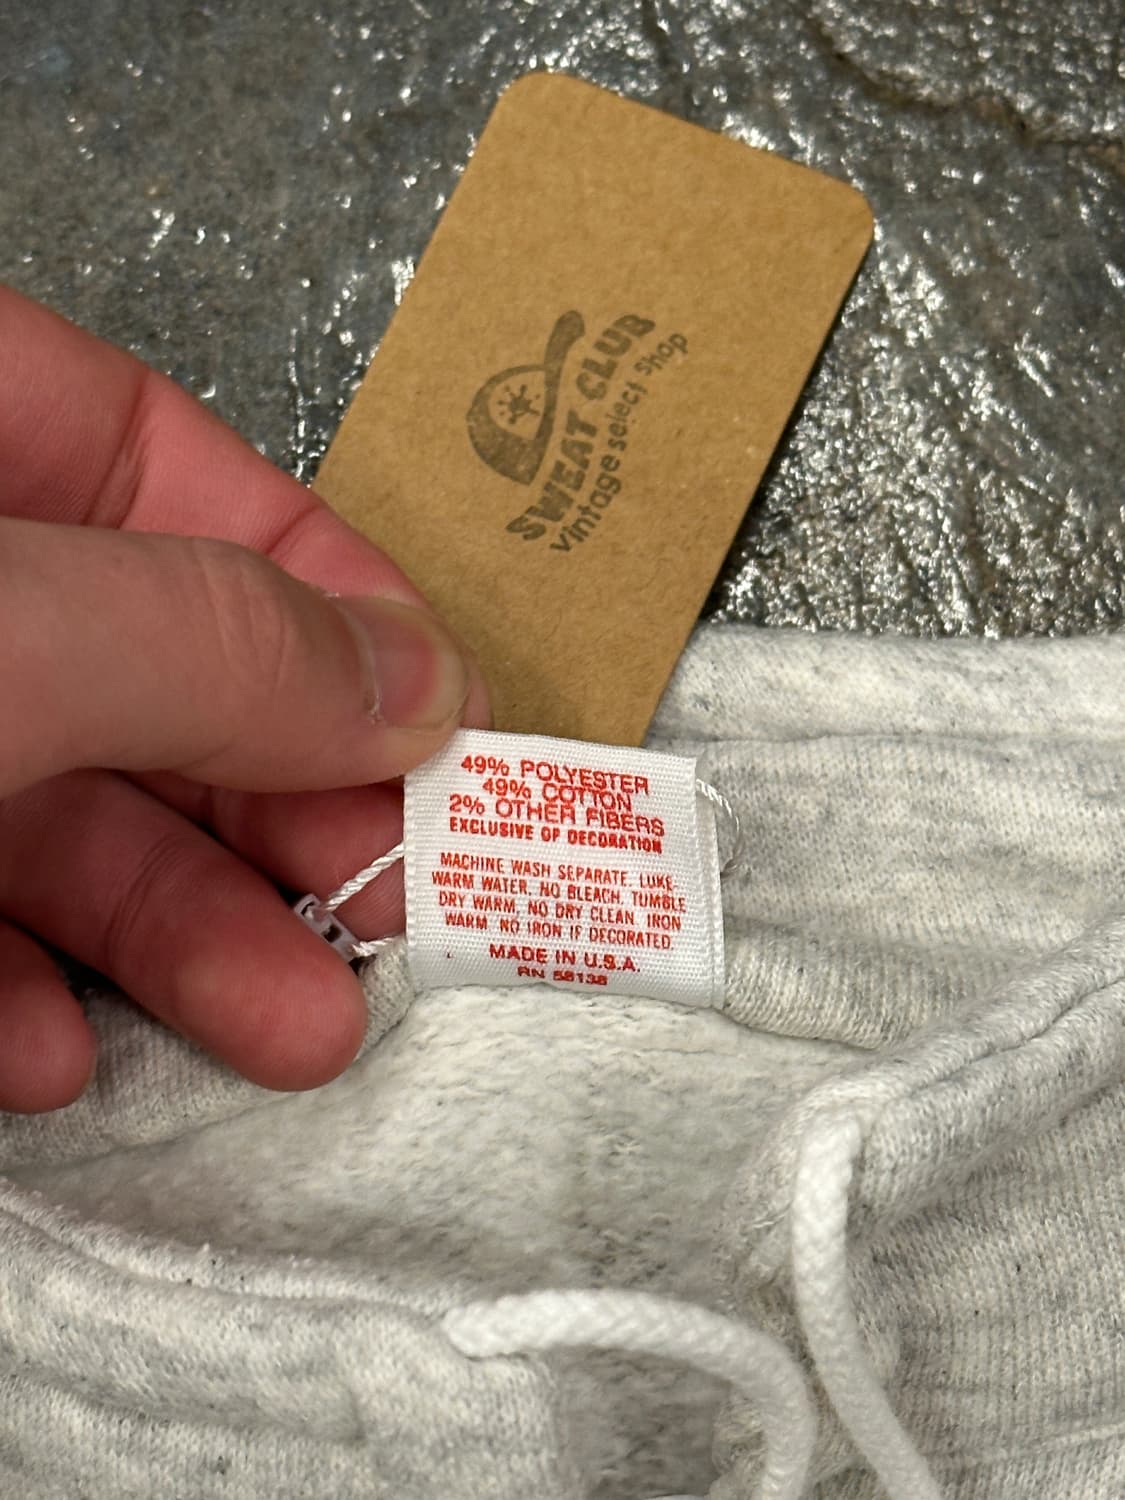 SWEAT CLUB
Vintage select Shop
49% POLYESTER
49% COTTON
2% OTHER FIBERS
EXCLUSIVE OF DECORATION
MACHINE WASH SEPARATE, LUKE
WARM WATER. NO BLEACH. TUMBLE
DRY WARM. NO DRY CLEAN. IRON
WARM. NO IRON IF DECORATED.
MADE IN U.S.A.
RN 58138